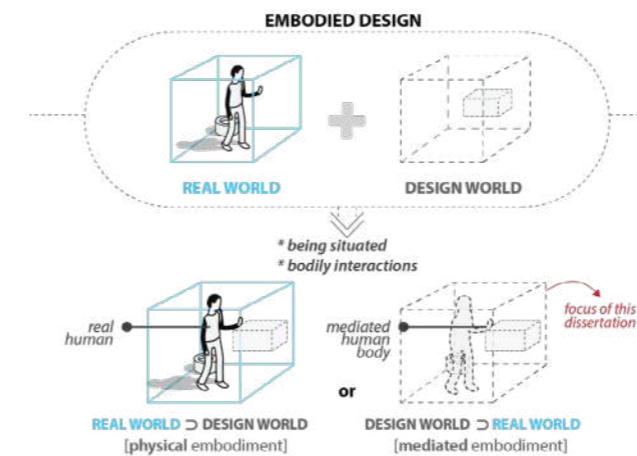 EMBODIED DESIGN
REAL WORLD
DESIGN WORLD
* being situated
* bodily interactions
real
human
mediated
human
body
focus of this
dissertation
or
REAL WORLD ⊃ DESIGN WORLD
[physical embodiment]
DESIGN WORLD ⊃ REAL WORLD
[mediated embodiment]